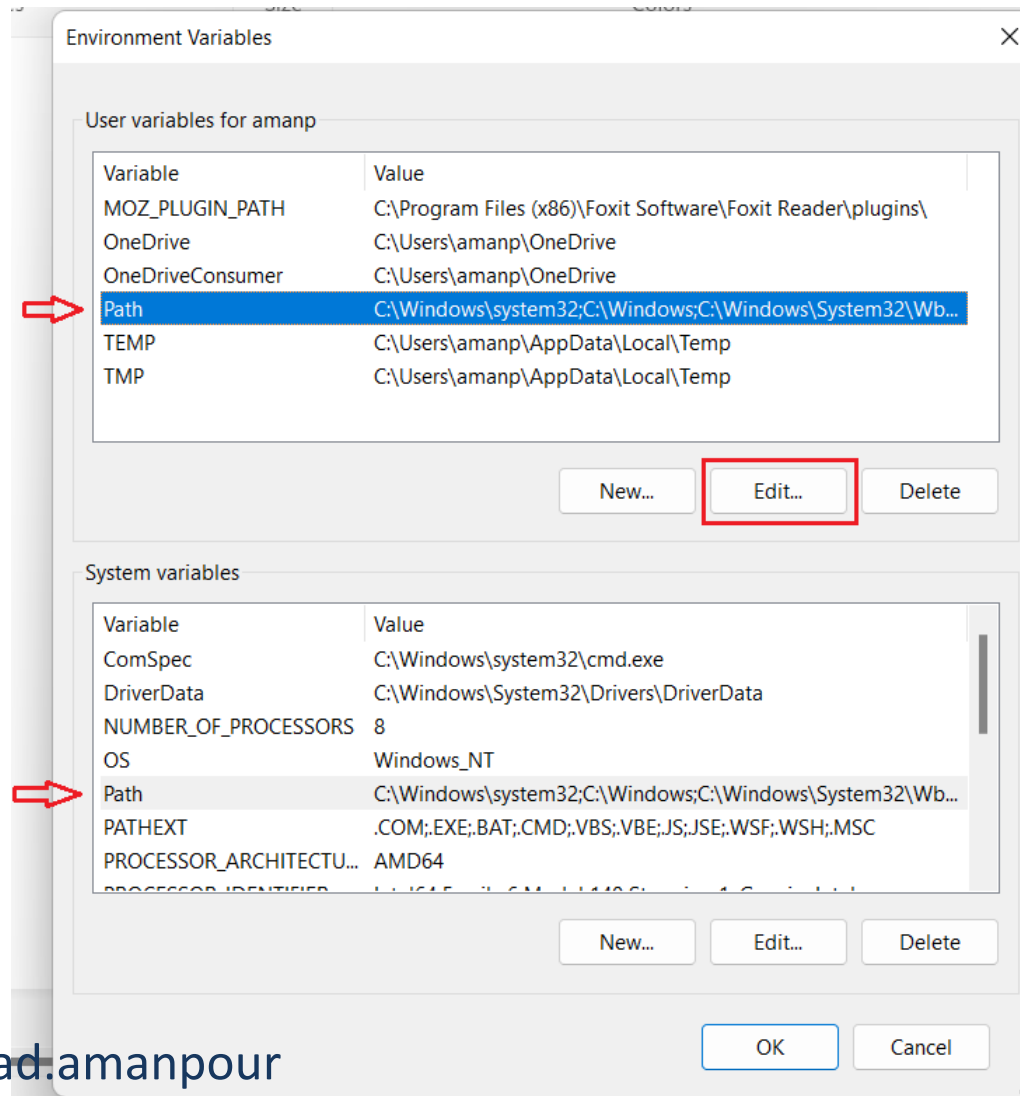 Size Colors
Environment Variables
User variables for amanp
Variable Value
MOZ_PLUGIN_PATH C:\Program Files (x86)\Foxit Software\Foxit Reader\plugins\
OneDrive C:\Users\amanp\OneDrive
OneDriveConsumer C:\Users\amanp\OneDrive
Path C:\Windows\system32;C:\Windows;C:\Windows\System32\Wb...
TEMP C:\Users\amanp\AppData\Local\Temp
TMP C:\Users\amanp\AppData\Local\Temp
New... Edit... Delete
System variables
Variable Value
ComSpec C:\Windows\system32\cmd.exe
DriverData C:\Windows\System32\Drivers\DriverData
NUMBER_OF_PROCESSORS 8
OS Windows_NT
Path C:\Windows\system32;C:\Windows;C:\Windows\System32\Wb...
PATHEXT .COM;.EXE;.BAT;.CMD;.VBS;.VBE;.JS;.JSE;.WSF;.WSH;.MSC
PROCESSOR_ARCHITECTU... AMD64
New... Edit... Delete
OK Cancel
ad.amanpour